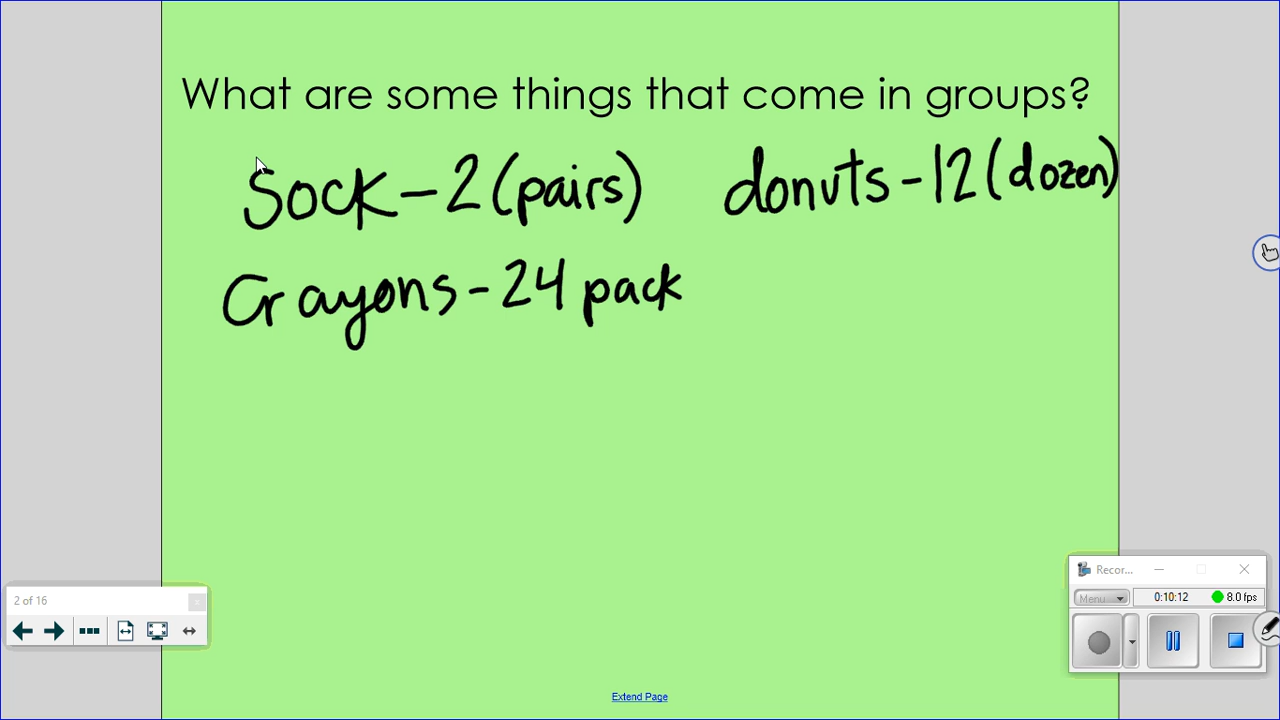 What are some things that come in groups?
Sock - 2 (pairs)
donuts - 12 (dozen)
Crayons - 24 pack
2 of 16
Recor...
Menu
0:10:12
8.0 fps
Extend Page